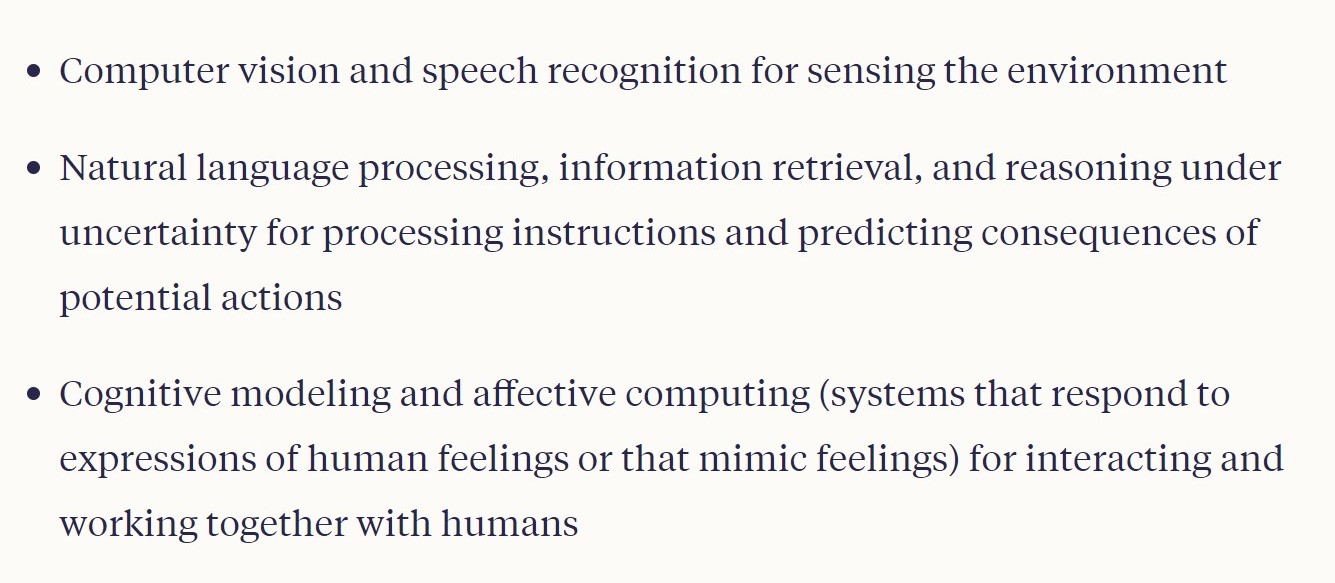 • Computer vision and speech recognition for sensing the environment
• Natural language processing, information retrieval, and reasoning under
uncertainty for processing instructions and predicting consequences of
potential actions
• Cognitive modeling and affective computing (systems that respond to
expressions of human feelings or that mimic feelings) for interacting and
working together with humans